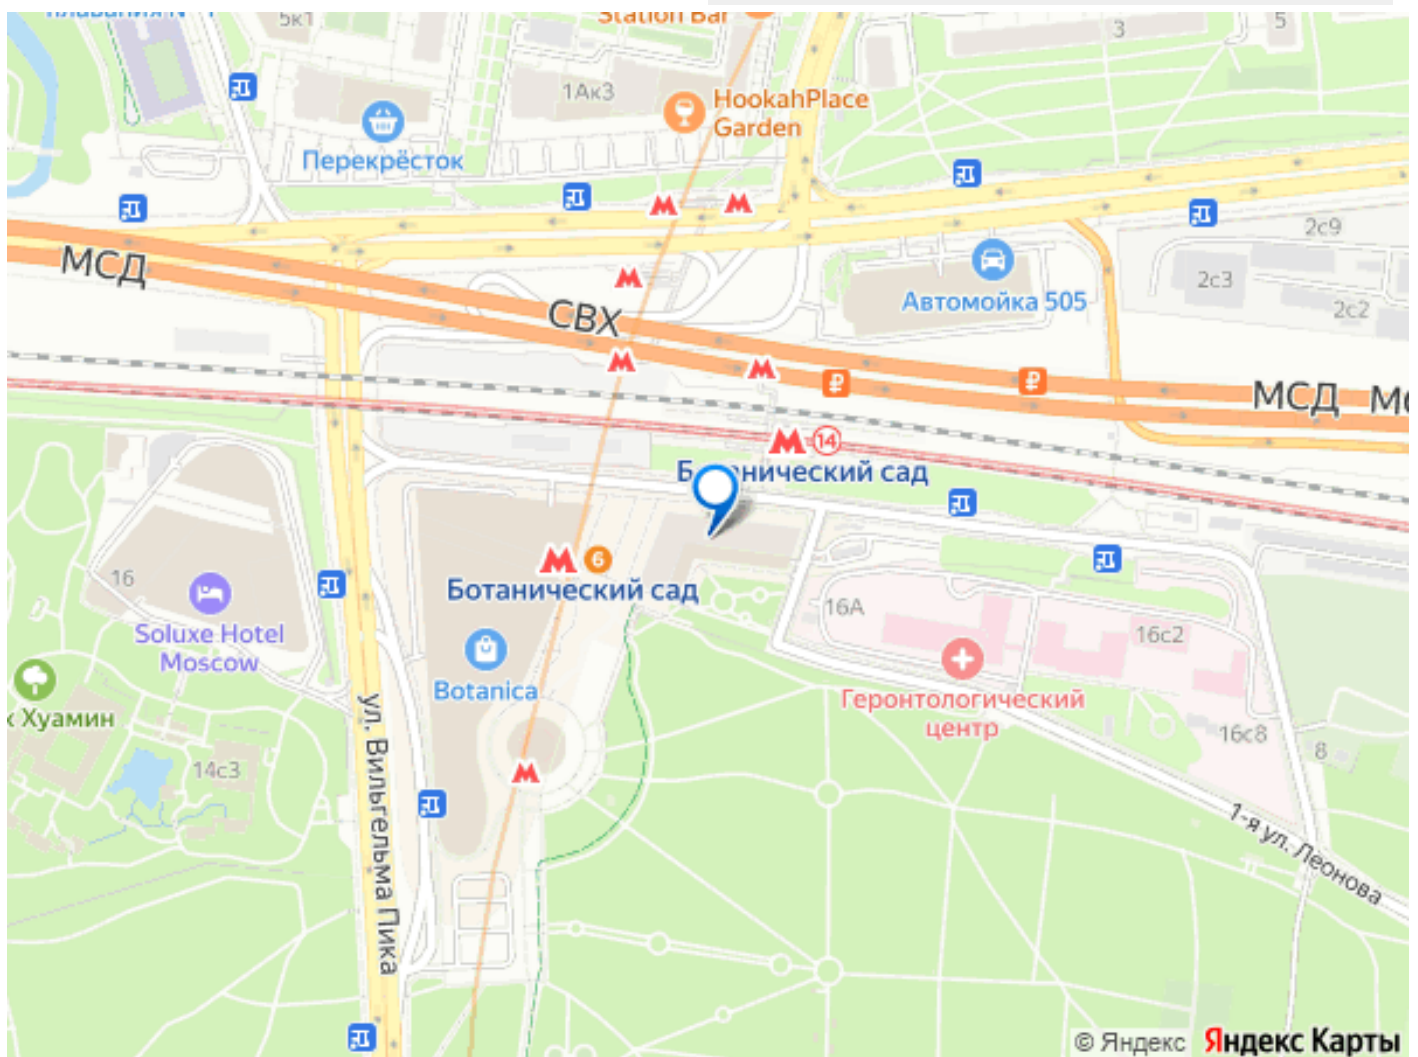 Station Bar
5к1
3
5
1Ак3
HookahPlace
Garden
Перекрёсток
МСД
СВХ
Автомойка 505
2с9
2с3
2с2
МСД
14
Ботанический сад
6
Ботанический сад
16
Soluxe Hotel
Moscow
Botanica
16А
16с2
Геронтологический
центр
16с8
8
Хуамин
14с3
ул. Вильгельма Пика
1-я ул. Леонова
© Яндекс Яндекс Карты